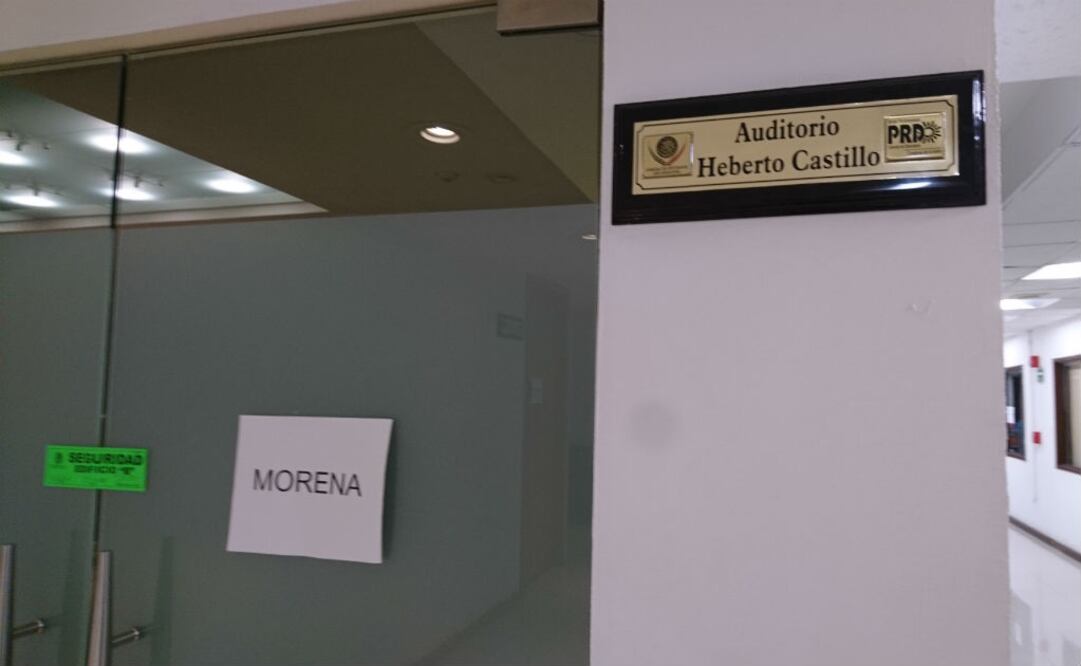 Auditorio
Heberto Castillo
PRD
SEGURIDAD
EDIFICIO "E"
MORENA